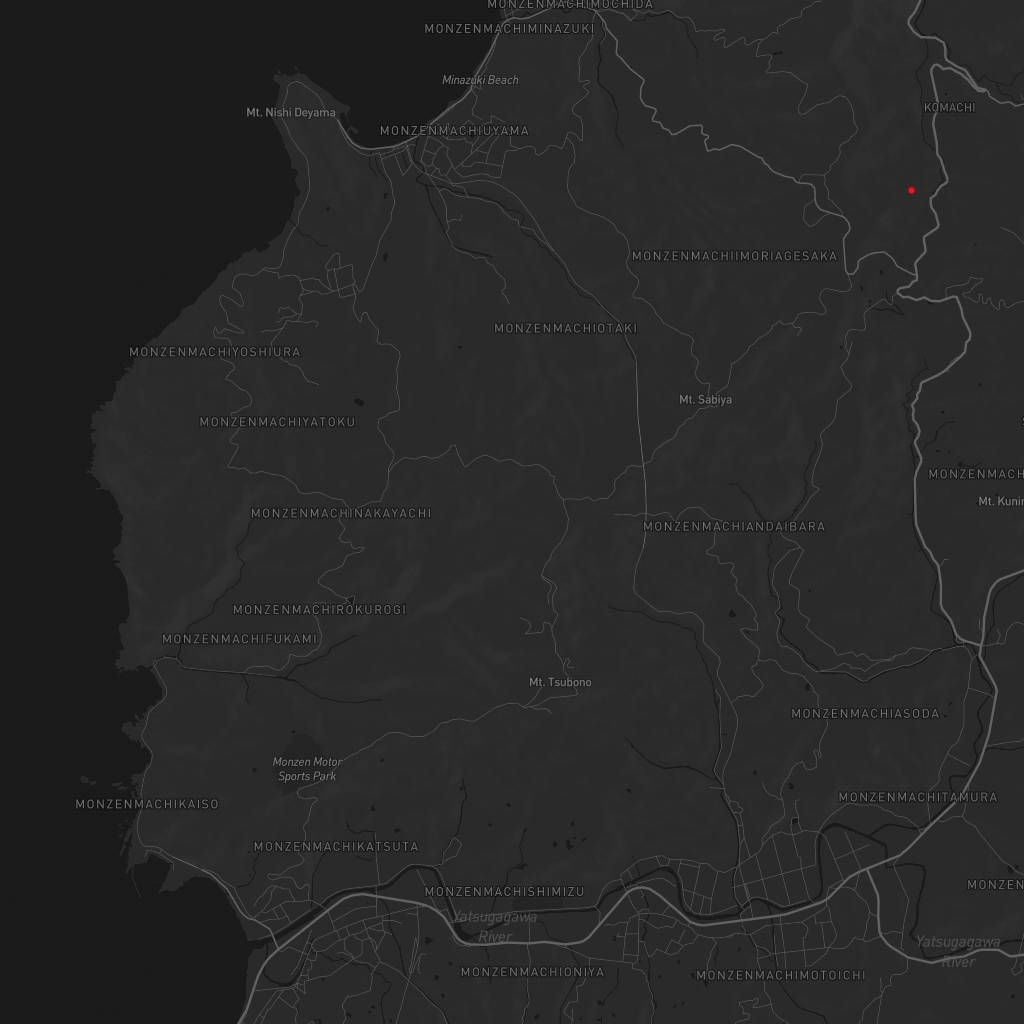 MONZENMACHIMOCHIDA
MONZENMACHIMINAZUKI
Minazuki Beach
KOMACHI
Mt. Nishi Deyama
MONZENMACHIUYAMA
MONZENMACHIIMORIAGESAKA
MONZENMACHIOTAKI
MONZENMACHIYOSHIURA
Mt. Sabiya
MONZENMACHIYATOKU
MONZENMACH
Mt. Kunir
MONZENMACHINAKAYACHI
MONZENMACHIANDAIBARA
MONZENMACHIROKUROGI
MONZENMACHIFUKAMI
Mt. Tsubono
MONZENMACHIASODA
Monzen Motor
Sports Park
MONZENMACHIKAISO
MONZENMACHITAMURA
MONZENMACHIKATSUTA
MONZENMACHISHIMIZU
MONZEN
Yatsugagawa
River
Yatsugagawa
River
MONZENMACHIONIYA
MONZENMACHIMOTOICHI